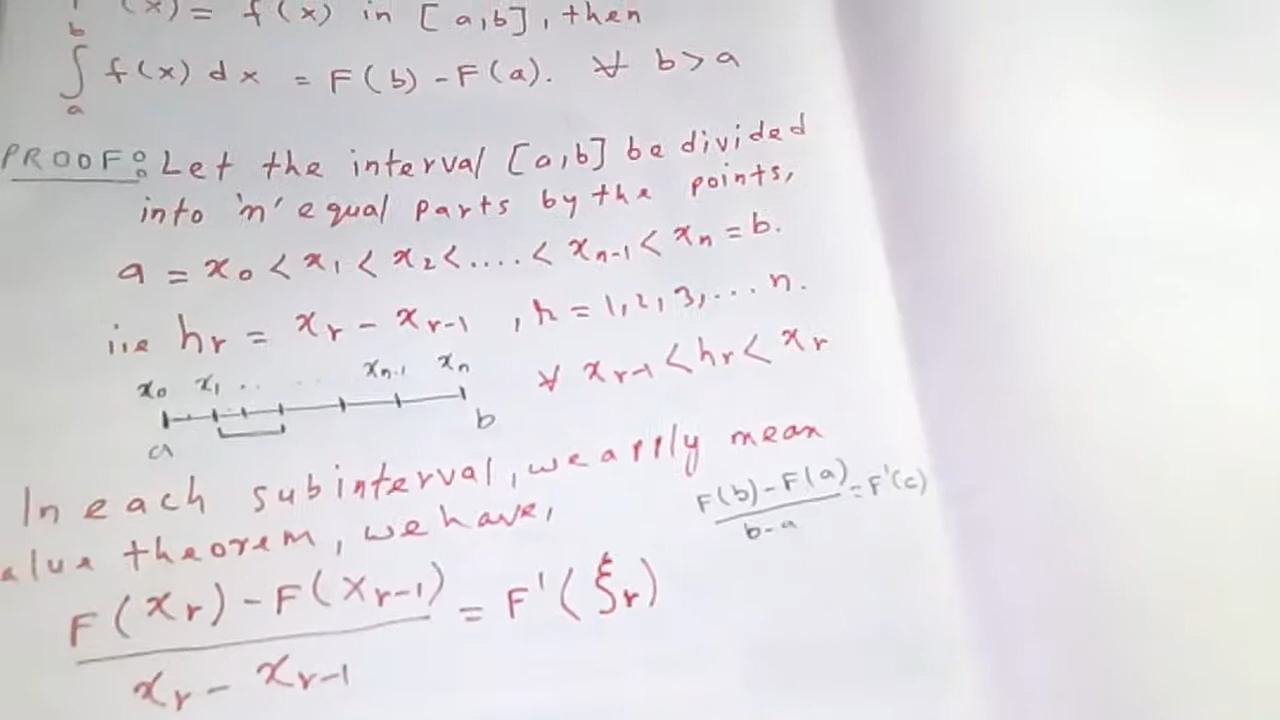 (x) = f(x) in [a,b], then
∫_a^b f(x) dx = F(b) - F(a). ∀ b > a
PROOF: Let the interval [a,b] be divided
into 'n' equal parts by the points,
a = x₀ < x₁ < x₂ < .... < xₙ₋₁ < xₙ = b.
i.e hᵣ = xᵣ - xᵣ₋₁ , r = 1, 2, 3, ... n.
∀ xᵣ₋₁ < hᵣ < xᵣ
x₀ x₁ .. .. xₙ₋₁ xₙ
a b
In each subinterval, we apply mean
alue theorem, we have,
F(b) - F(a) / b - a = F'(c)
F(xᵣ) - F(xᵣ₋₁) / xᵣ - xᵣ₋₁ = F'(ξᵣ)